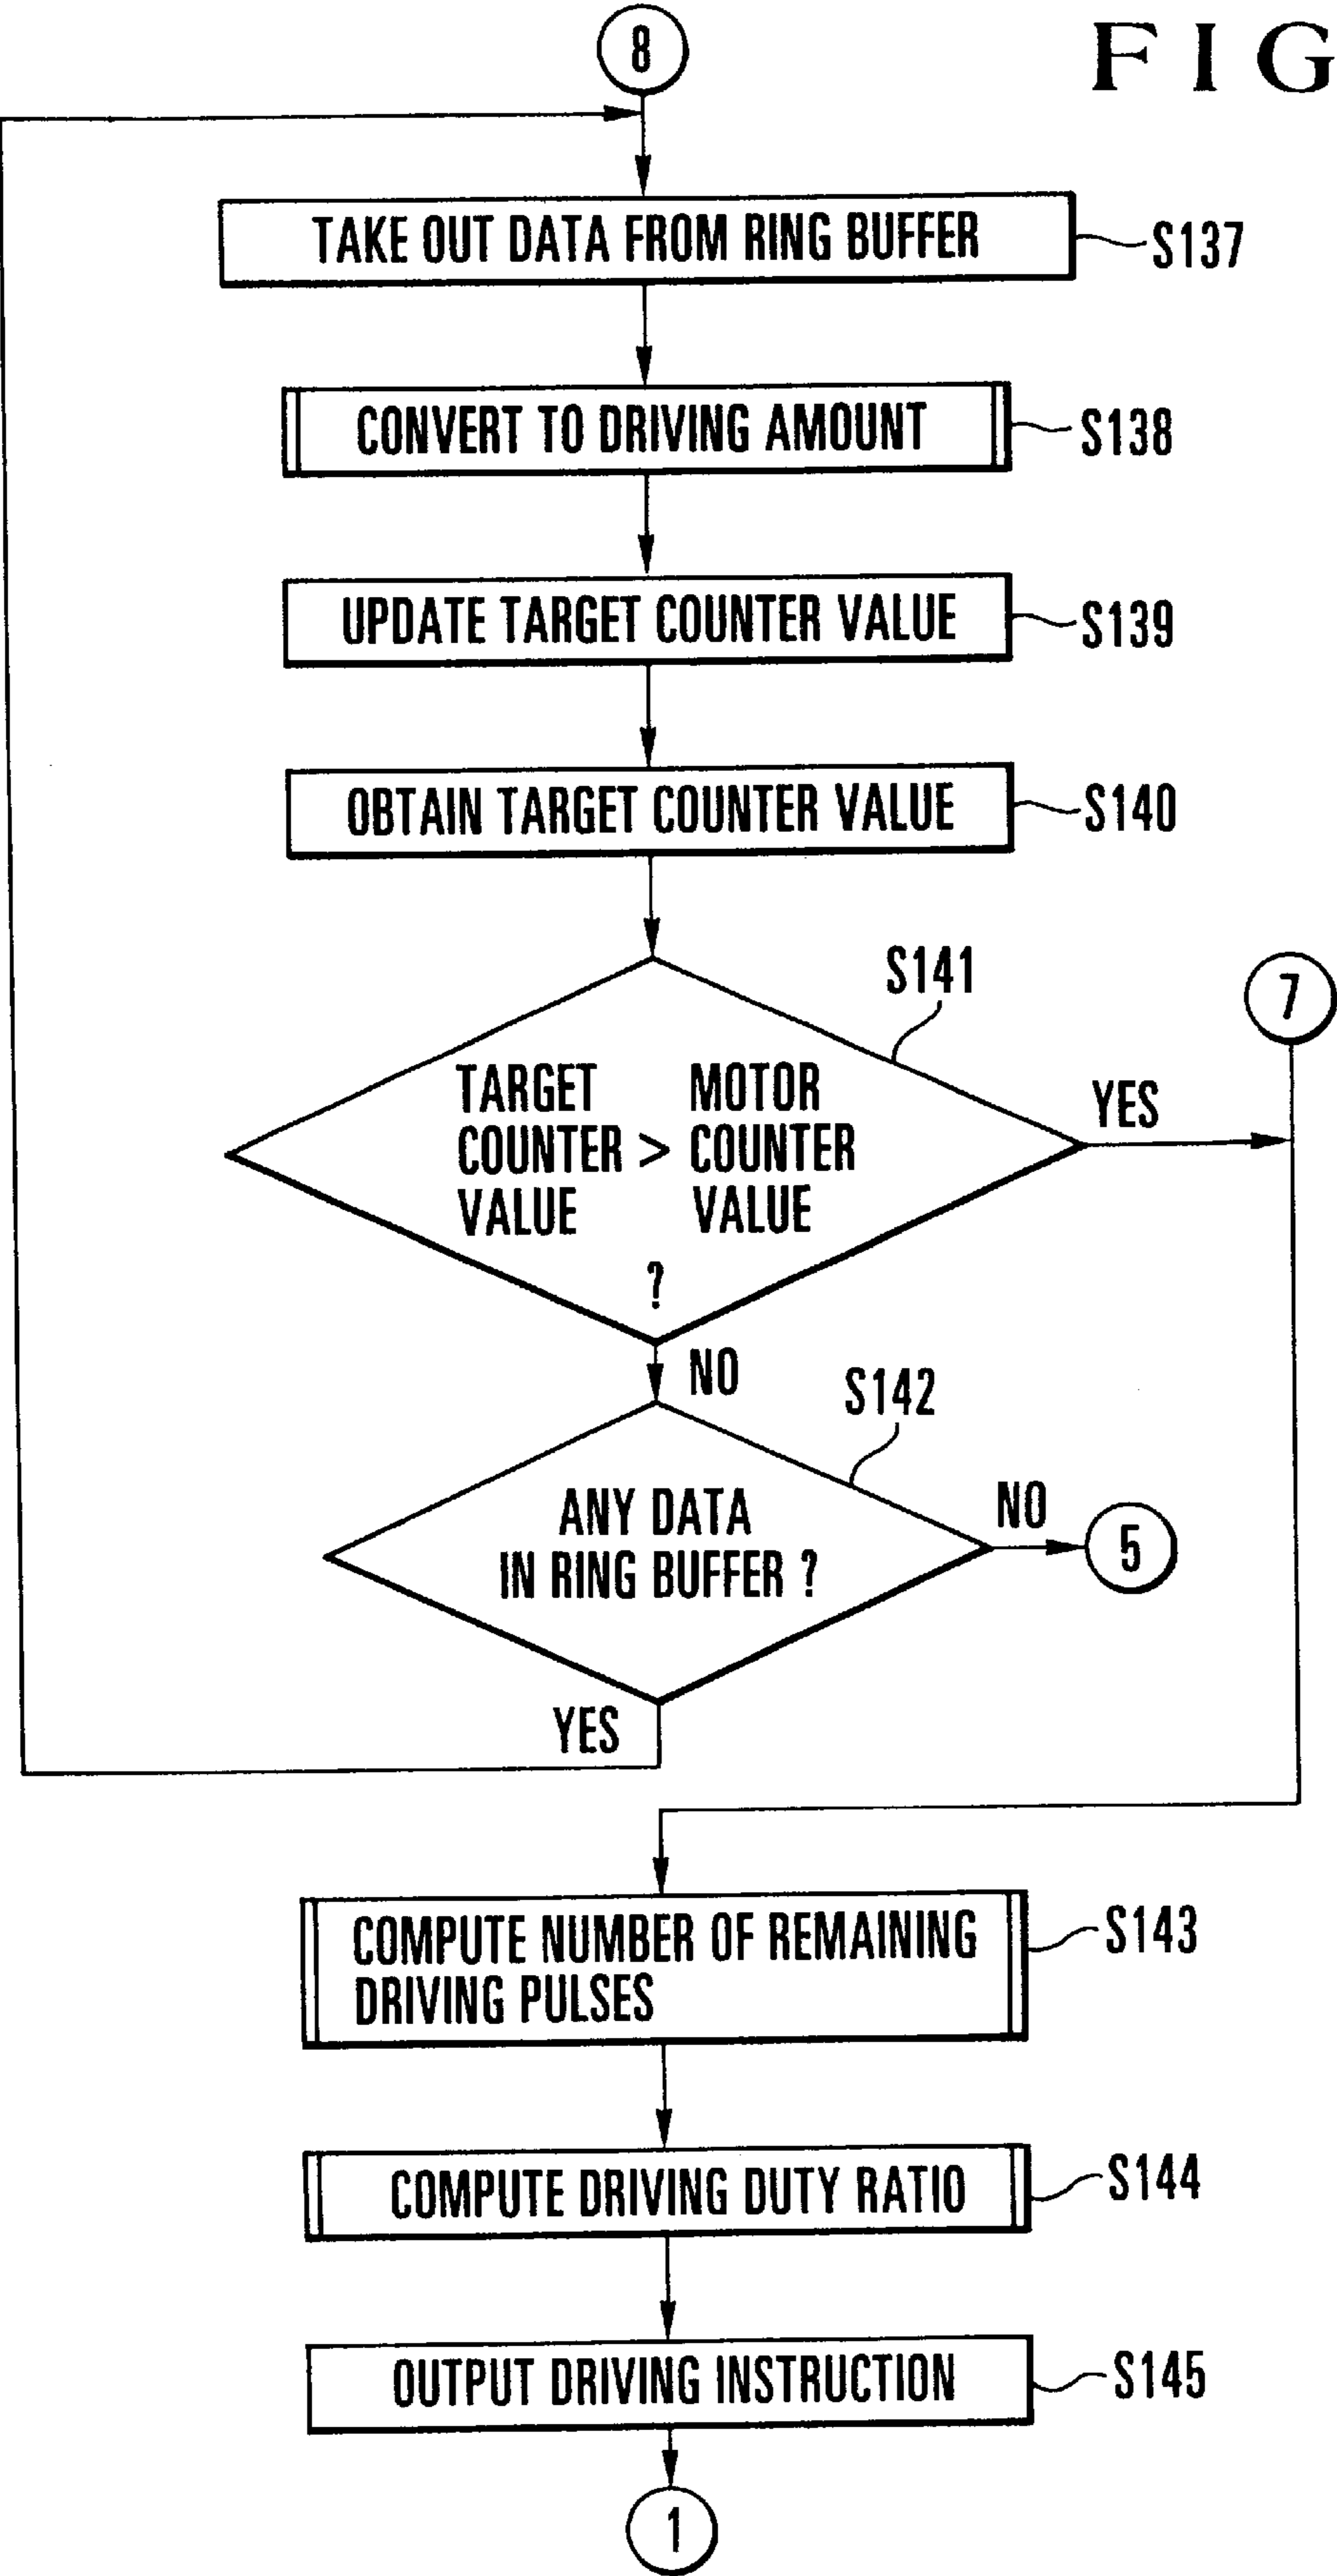 FIG
8
TAKE OUT DATA FROM RING BUFFER
S137
CONVERT TO DRIVING AMOUNT
S138
UPDATE TARGET COUNTER VALUE
S139
OBTAIN TARGET COUNTER VALUE
S140
S141
7
TARGET MOTOR
COUNTER > COUNTER
VALUE VALUE
?
YES
NO
S142
ANY DATA
IN RING BUFFER ?
NO
5
YES
COMPUTE NUMBER OF REMAINING
DRIVING PULSES
S143
COMPUTE DRIVING DUTY RATIO
S144
OUTPUT DRIVING INSTRUCTION
S145
1